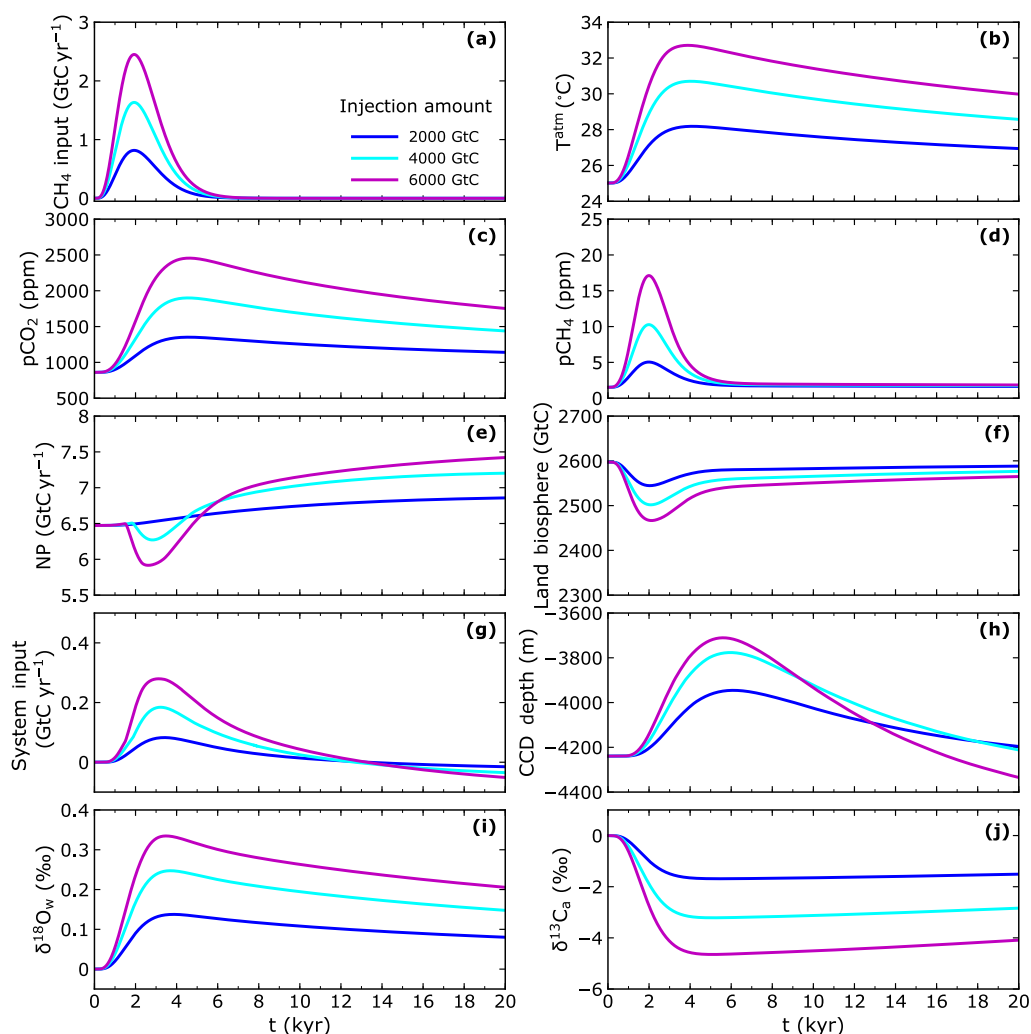 (a)
CH₄ input (GtC yr⁻¹)
3
2
1
0
Injection amount
2000 GtC
4000 GtC
6000 GtC
(b)
Tᵃᵗᵐ (°C)
34
32
30
28
26
24
(c)
pCO₂ (ppm)
3000
2500
2000
1500
1000
500
(d)
pCH₄ (ppm)
25
20
15
10
5
0
(e)
NP (GtC yr⁻¹)
8
7.5
7
6.5
6
5.5
(f)
Land biosphere (GtC)
2700
2600
2500
2400
2300
(g)
System input
(GtC yr⁻¹)
0.4
0.2
0
(h)
CCD depth (m)
−3600
−3800
−4000
−4200
−4400
(i)
δ¹⁸O_w (‰)
0.4
0.3
0.2
0.1
0
0 2 4 6 8 10 12 14 16 18 20
t (kyr)
(j)
δ¹³Cₐ (‰)
0
−2
−4
−6
0 2 4 6 8 10 12 14 16 18 20
t (kyr)